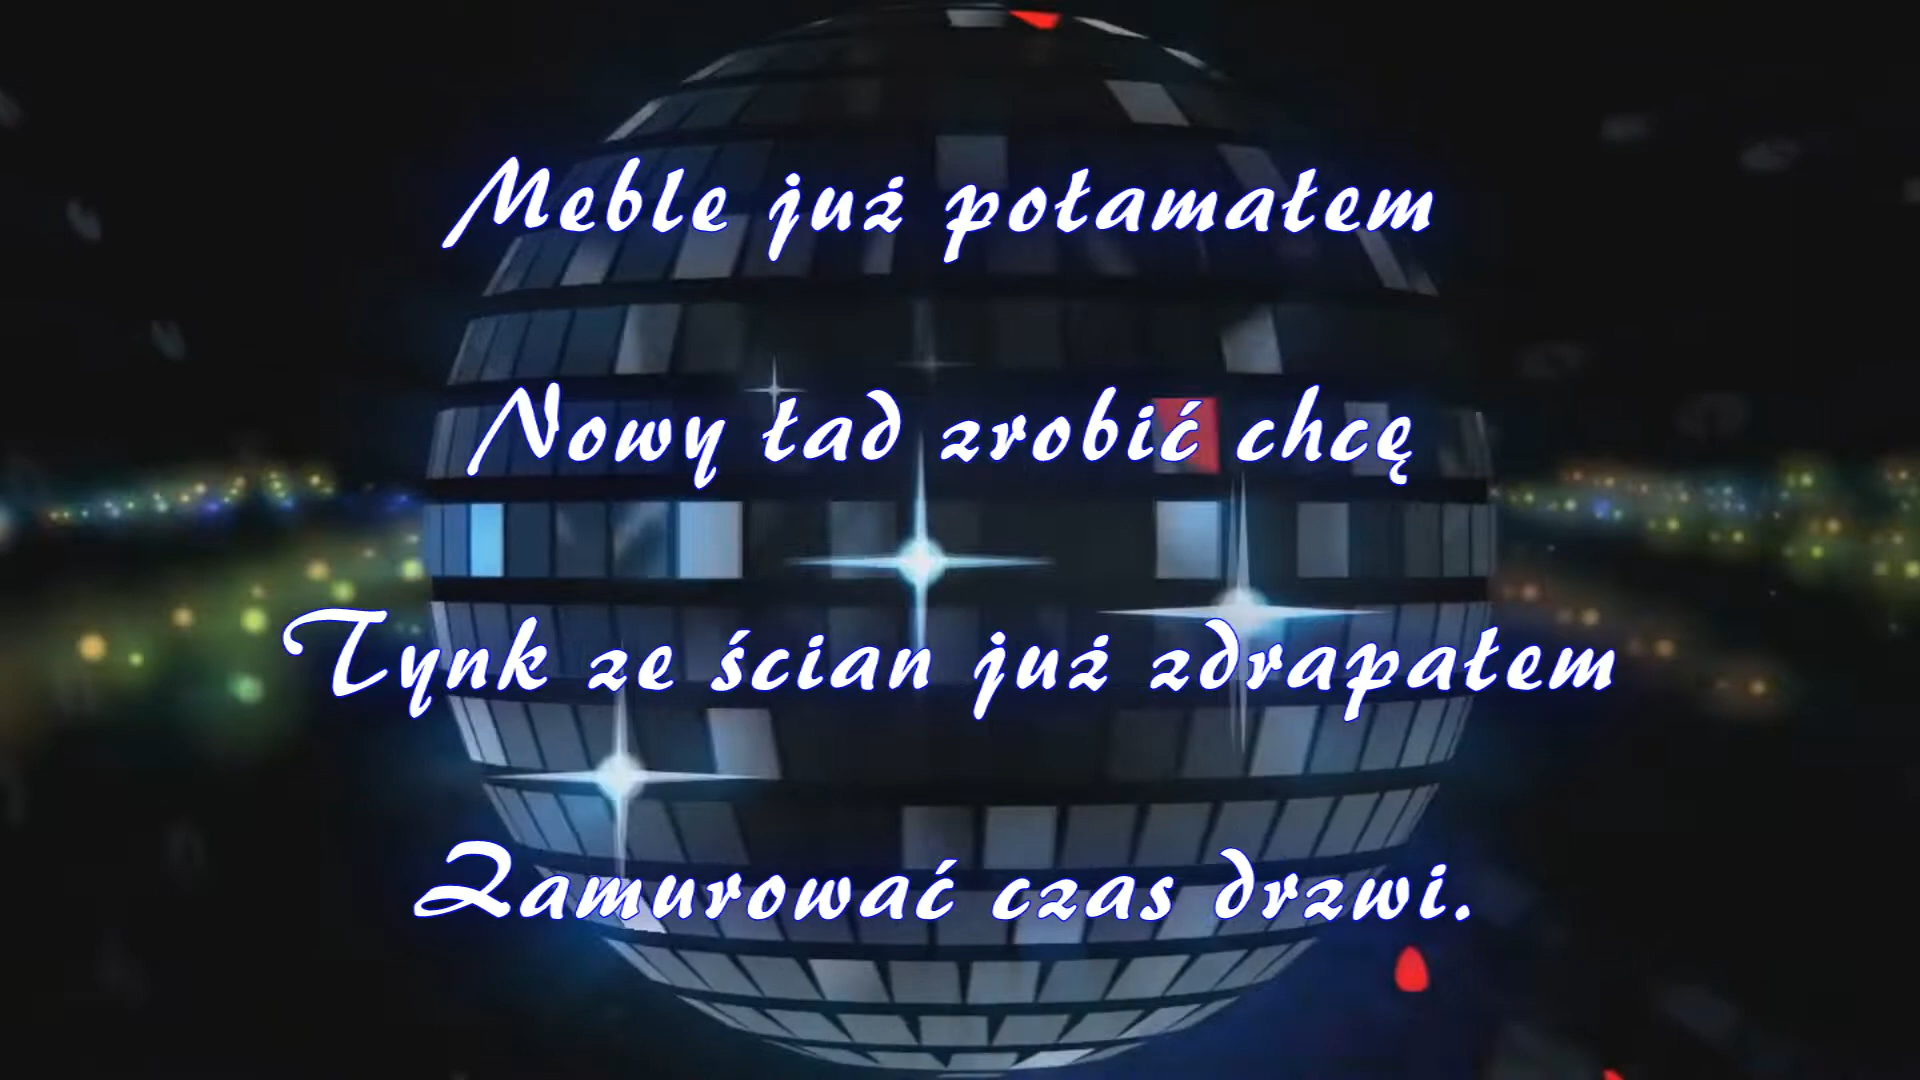 Meble już połamałem
Nowy ład zrobić chcę
Tynk ze ścian już zdrapałem
Zamurować czas drzwi.